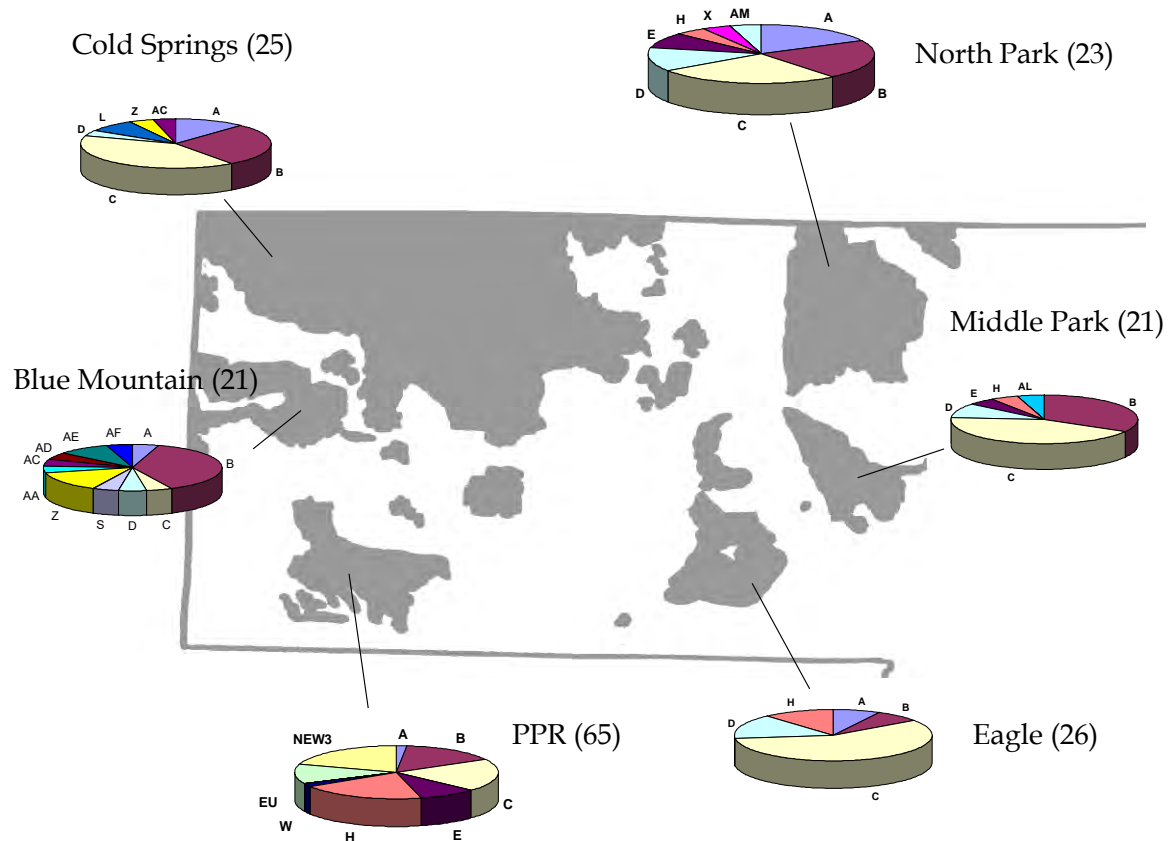 Cold Springs (25)
A
B
C
D
L
Z
AC
North Park (23)
A
B
C
D
E
H
X
AM
Middle Park (21)
B
C
D
E
H
AL
Blue Mountain (21)
A
B
C
D
S
Z
AA
AC
AD
AE
AF
PPR (65)
A
B
C
E
H
W
EU
NEW3
Eagle (26)
A
B
C
D
H